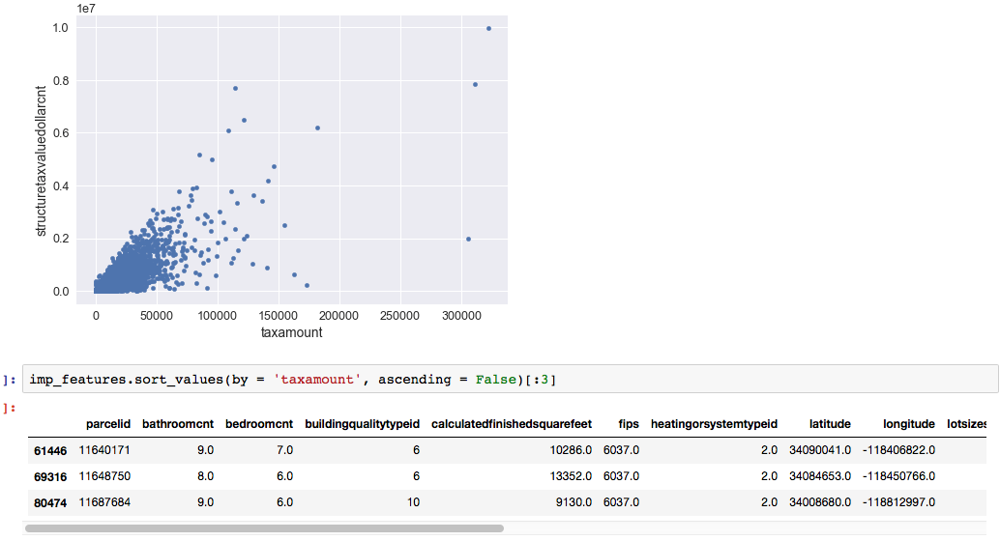 1e7
1.0
0.8
0.6
0.4
0.2
0.0
structuretaxvaluedollarcnt
0 50000 100000 150000 200000 250000 300000
taxamount
]: imp_features.sort_values(by = 'taxamount', ascending = False)[:3]
]:
parcelid bathroomcnt bedroomcnt buildingqualitytypeid calculatedfinishedsquarefeet fips heatingorsystemtypeid latitude longitude lotsizes
61446 11640171 9.0 7.0 6 10286.0 6037.0 2.0 34090041.0 -118406822.0
69316 11648750 8.0 6.0 6 13352.0 6037.0 2.0 34084653.0 -118450766.0
80474 11687684 9.0 6.0 10 9130.0 6037.0 2.0 34008680.0 -118812997.0